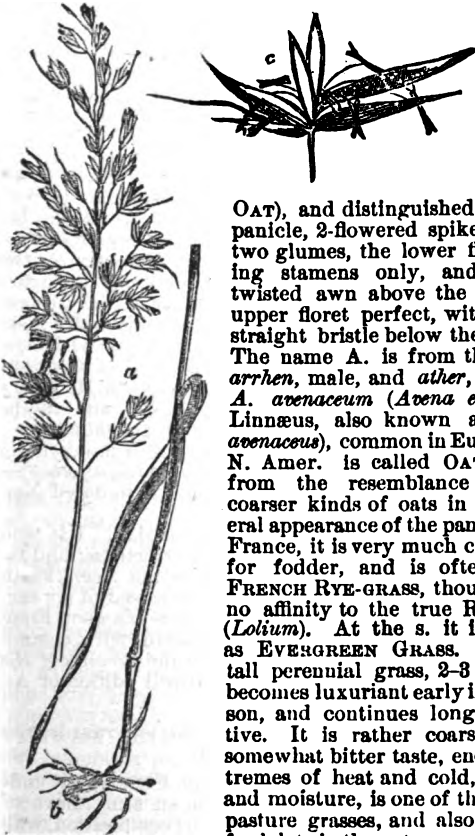 c
OAT), and distinguished
panicle, 2-flowered spike
two glumes, the lower f
ing stamens only, and
twisted awn above the
upper floret perfect, wit
straight bristle below the
The name A. is from t
arrhen, male, and ather,
A. avenaceum (Avena e
Linnæus, also known a
avenaceus), common in Eu
N. Amer. is called OA
from the resemblance
coarser kinds of oats in
eral appearance of the pan
France, it is very much c
for fodder, and is ofte
FRENCH RYE-GRASS, thou
no affinity to the true R
(Lolium). At the s. it i
as EVERGREEN GRASS.
tall perennial grass, 2-3
becomes luxuriant early i
son, and continues long
tive. It is rather coars
somewhat bitter taste, en
tremes of heat and cold,
and moisture, is one of th
pasture grasses, and also
a
b